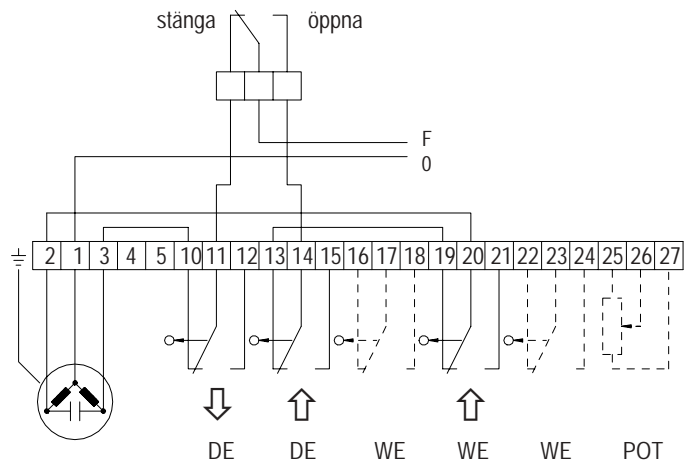 stänga öppna
F
0
2 1 3 4 5 10 11 12 13 14 15 16 17 18 19 20 21 22 23 24 25 26 27
DE DE WE WE WE POT